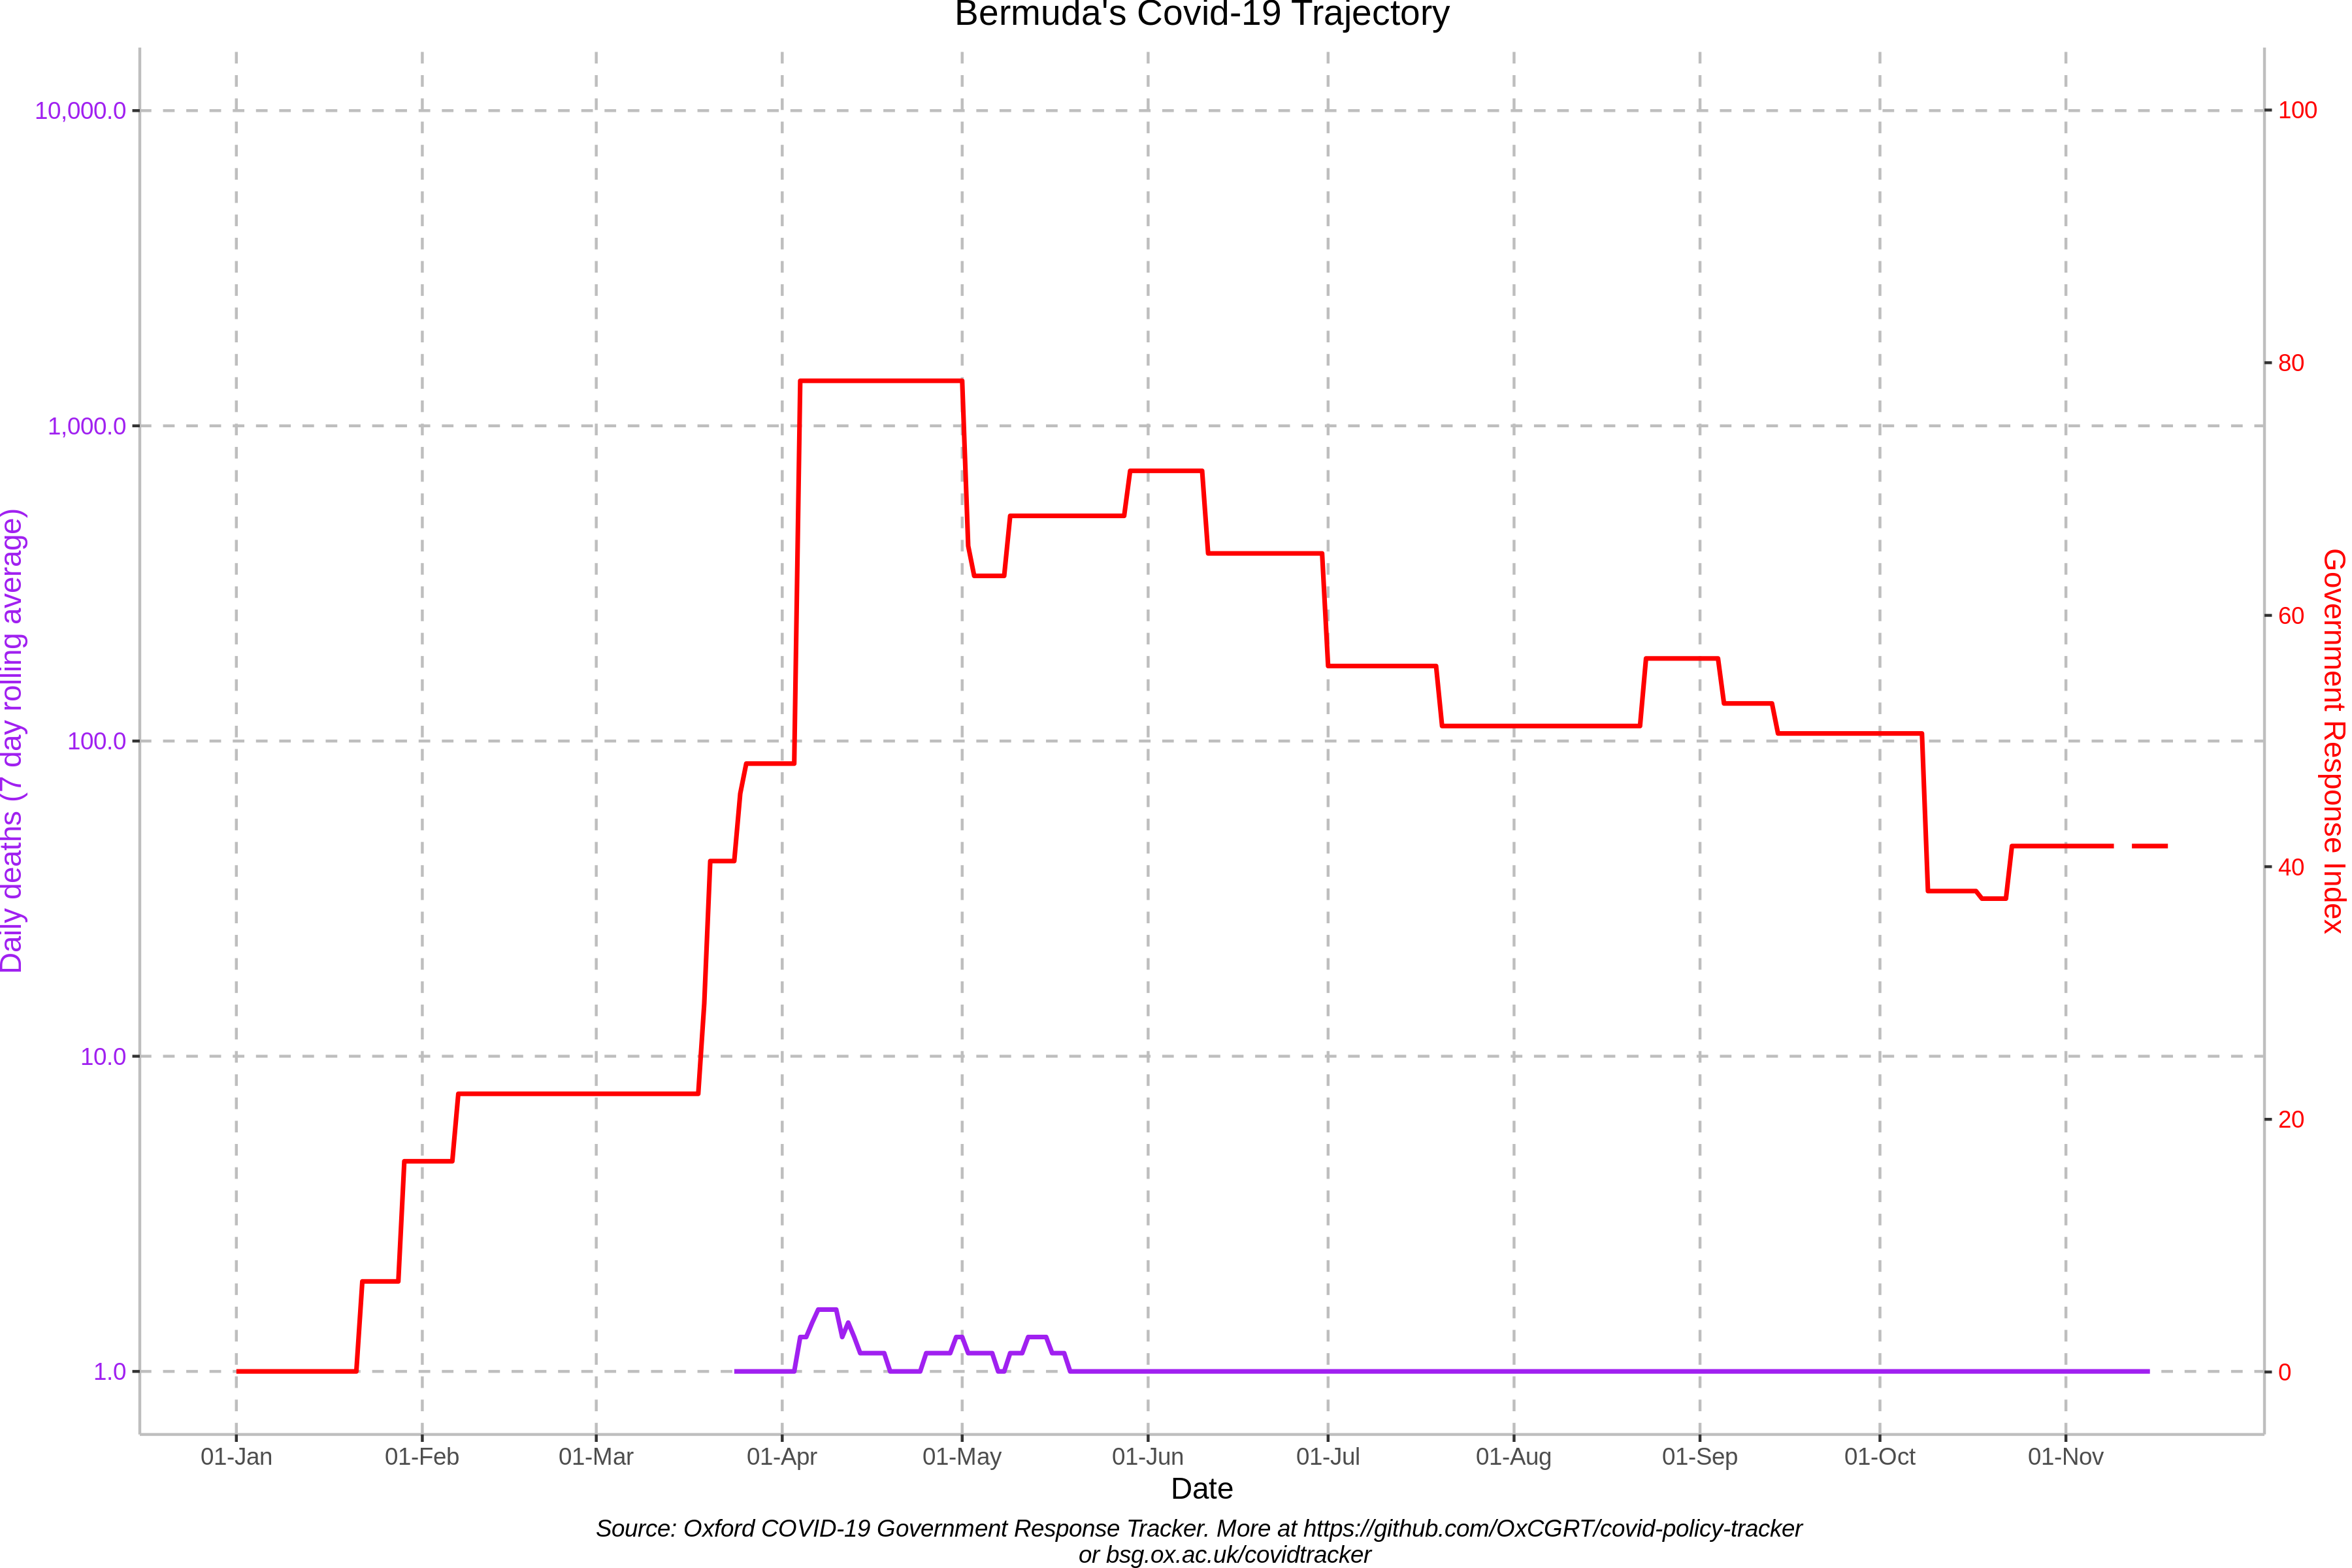 Bermuda's Covid-19 Trajectory
10,000.0
1,000.0
100.0
10.0
1.0
Daily deaths (7 day rolling average)
100
80
60
40
20
0
Government Response Index
01-Jan 01-Feb 01-Mar 01-Apr 01-May 01-Jun 01-Jul 01-Aug 01-Sep 01-Oct 01-Nov
Date
Source: Oxford COVID-19 Government Response Tracker. More at https://github.com/OxCGRT/covid-policy-tracker
or bsg.ox.ac.uk/covidtracker